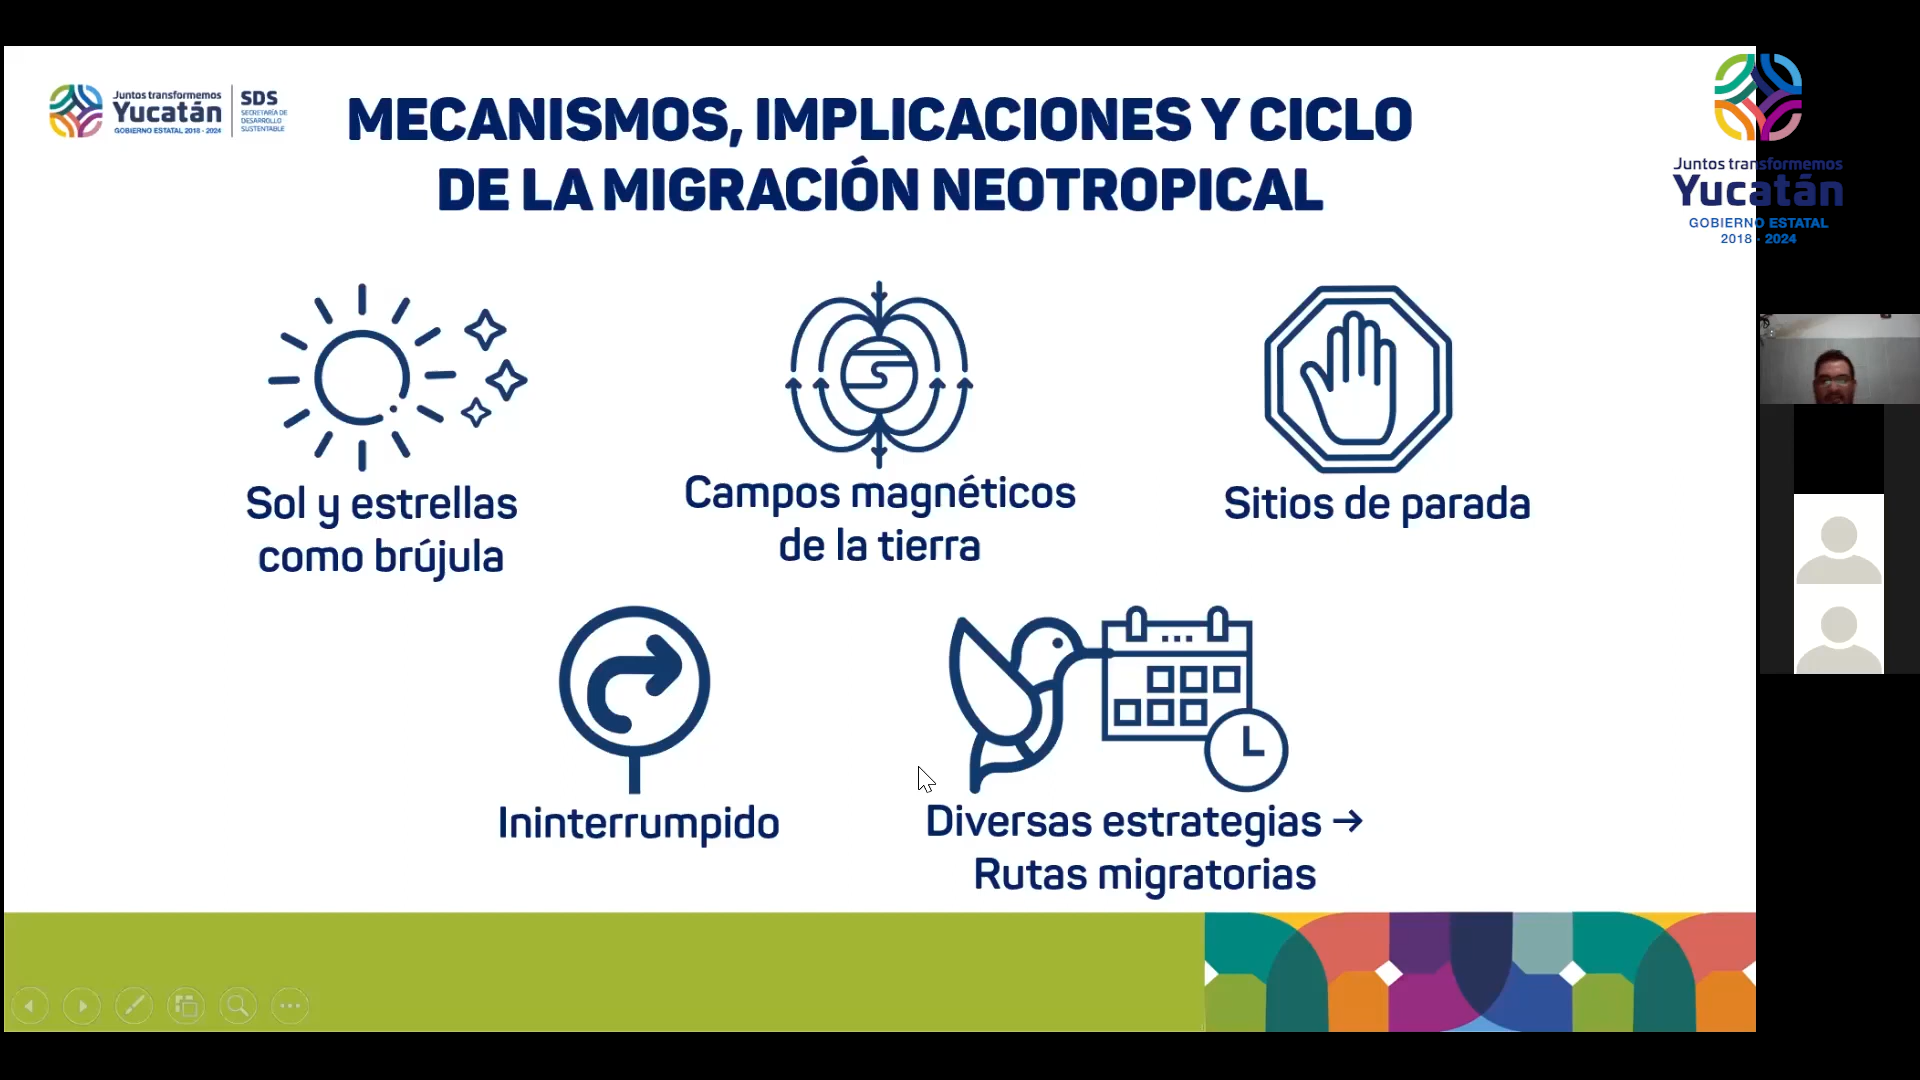 Juntos transformemos
Yucatán
GOBIERNO ESTATAL 2018 - 2024
SDS
SECRETARÍA DE
DESARROLLO
SUSTENTABLE
MECANISMOS, IMPLICACIONES Y CICLO
DE LA MIGRACIÓN NEOTROPICAL
Juntos transformemos
Yucatán
GOBIERNO ESTATAL
2018 - 2024
Sol y estrellas
como brújula
Campos magnéticos
de la tierra
Sitios de parada
Ininterrumpido
Diversas estrategias →
Rutas migratorias